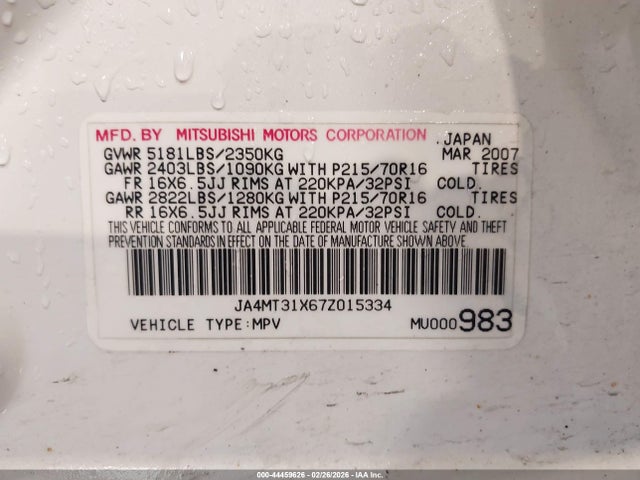 MFD. BY MITSUBISHI MOTORS CORPORATION JAPAN
GVWR 5181LBS/2350KG MAR 2007
GAWR 2403LBS/1090KG WITH P215/70R16 TIRES
FR 16X6.5JJ RIMS AT 220KPA/32PSI COLD.
GAWR 2822LBS/1280KG WITH P215/70R16 TIRES
RR 16X6.5JJ RIMS AT 220KPA/32PSI COLD.
THIS VEHICLE CONFORMS TO ALL APPLICABLE FEDERAL MOTOR VEHICLE SAFETY AND THEFT
PREVENTION STANDARDS IN EFFECT ON THE DATE OF MANUFACTURE SHOWN ABOVE.
JA4MT31X67Z015334
VEHICLE TYPE:MPV MU000983
000-44459626 - 02/26/2026 - IAA Inc.